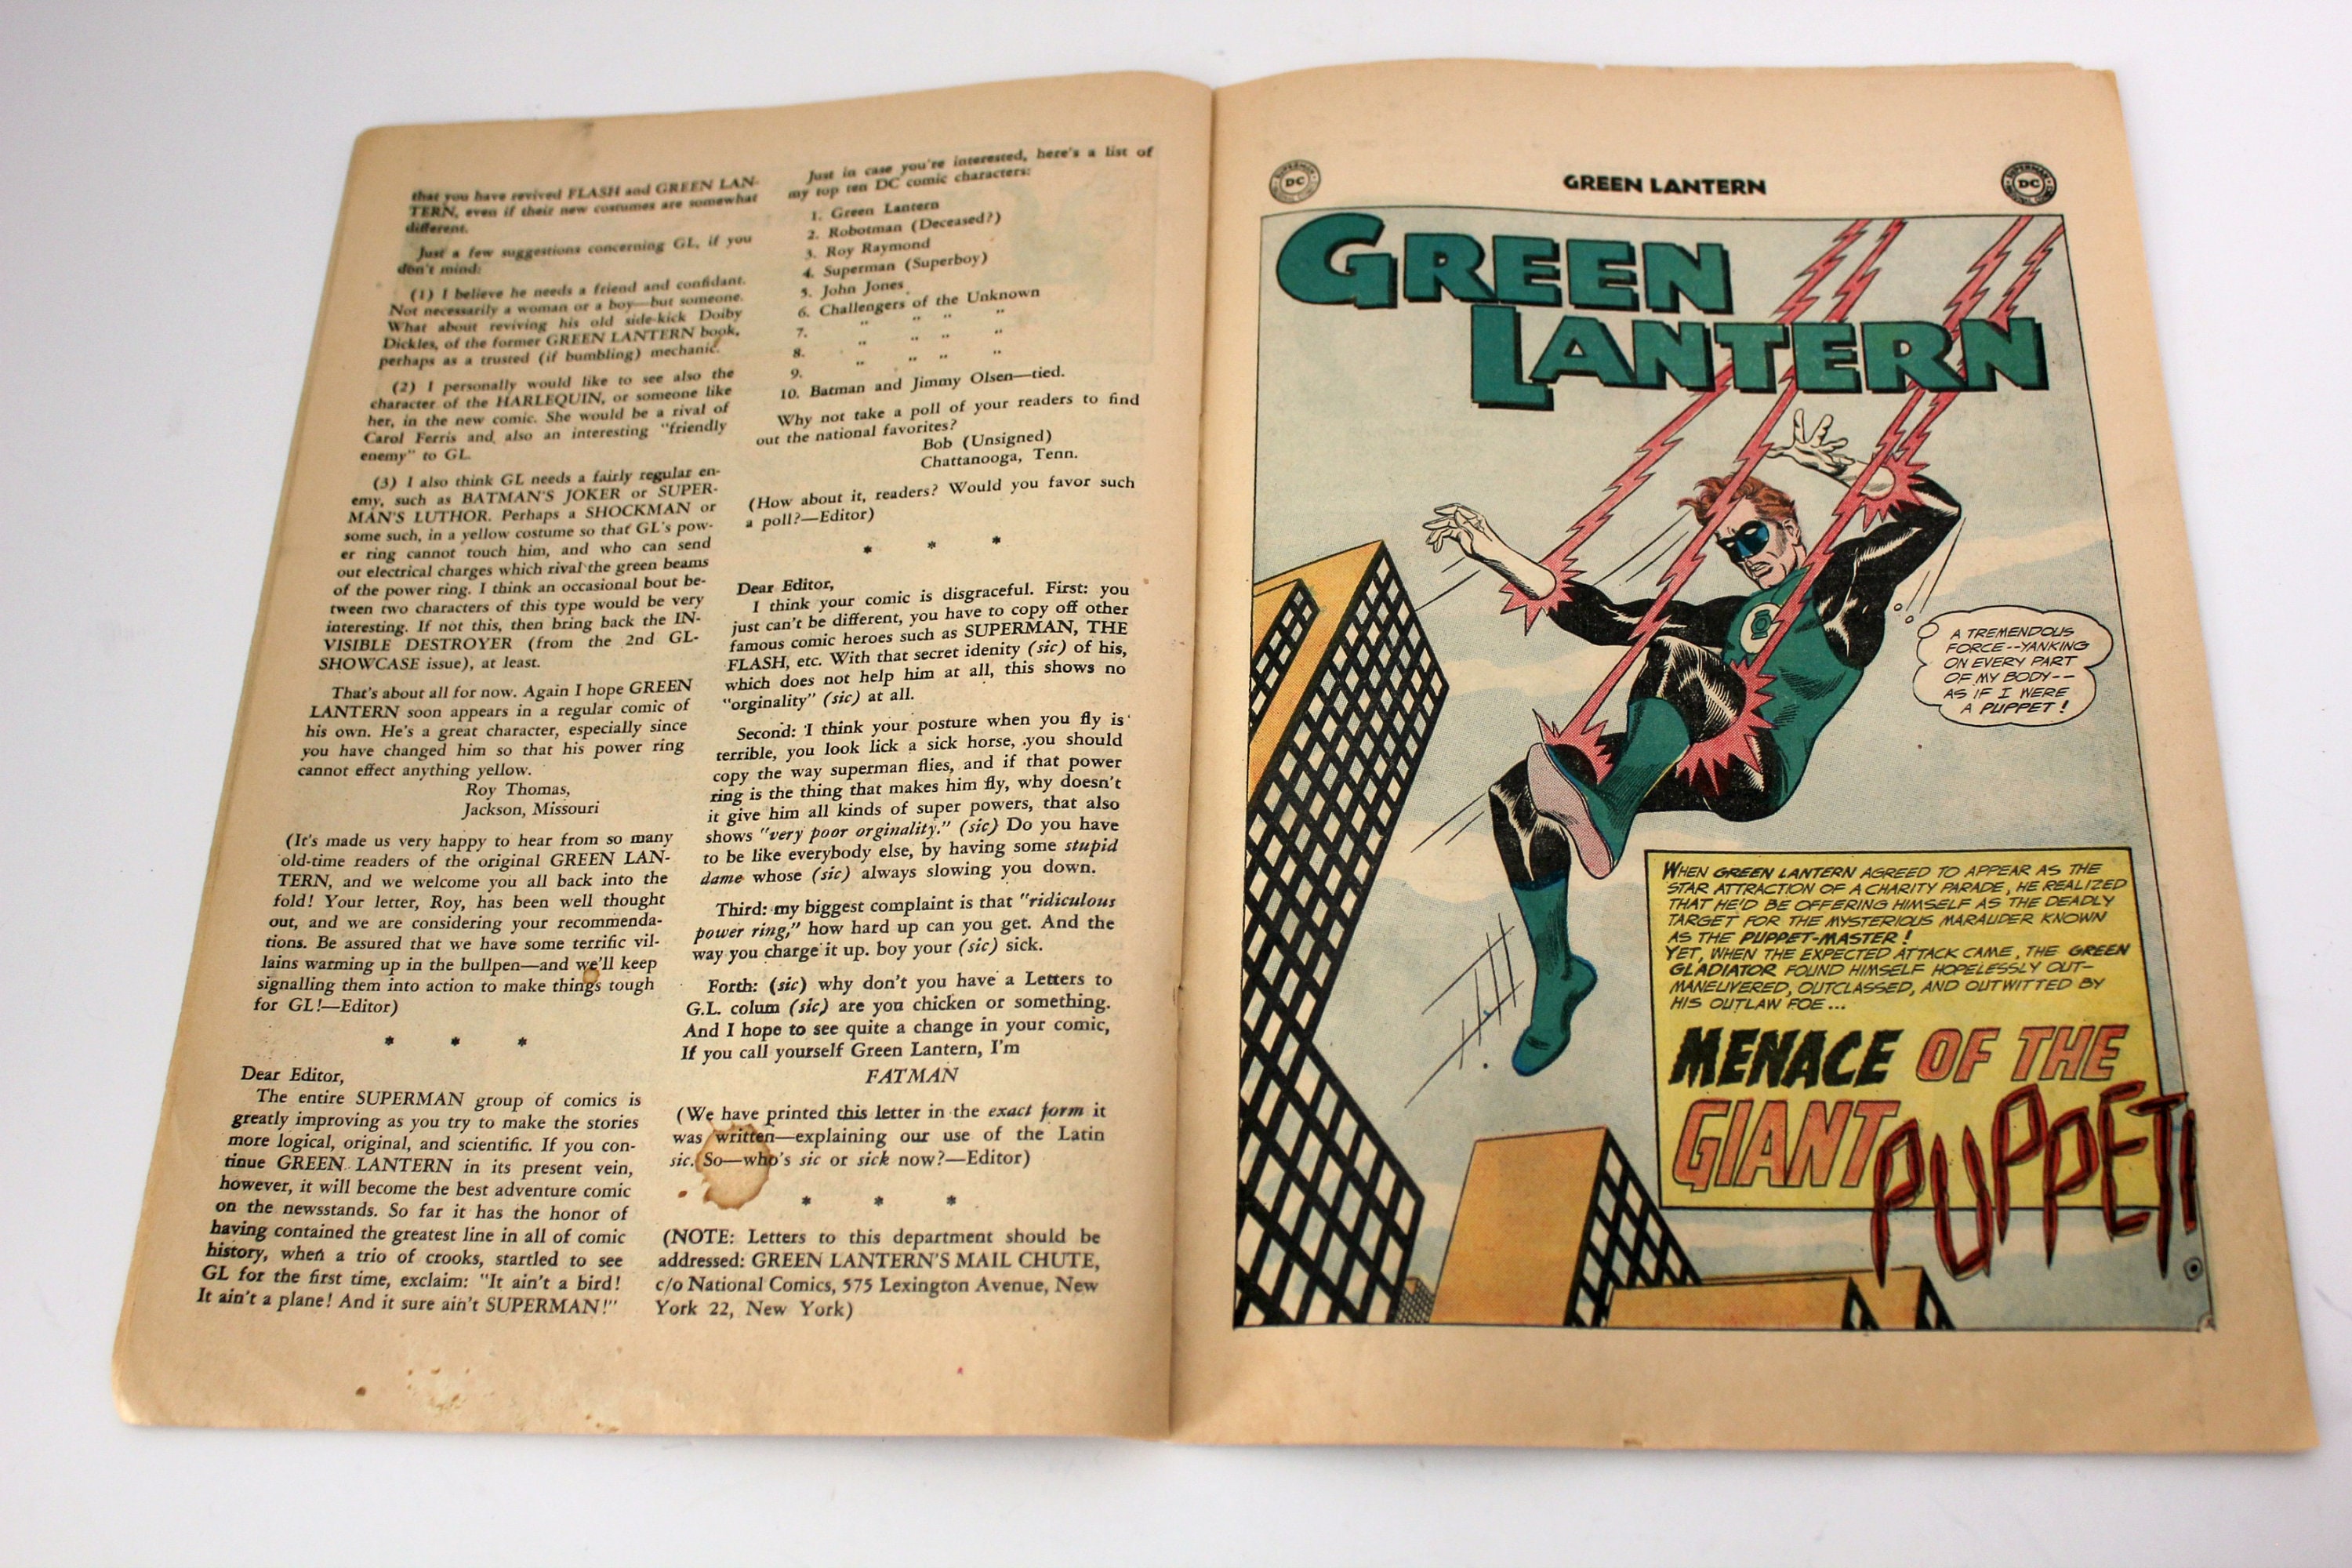 that you have revived FLASH and GREEN LAN-
TERN, even if their new costumes are somewhat
different.
Just a few suggestions concerning GL, if you
don't mind:
(1) I believe he needs a friend and confidant.
Not necessarily a woman or a boy—but someone.
What about reviving his old side-kick Doiby
Dickles, of the former GREEN LANTERN book,
perhaps as a trusted (if bumbling) mechanic.
(2) I personally would like to see also the
character of the HARLEQUIN, or someone like
her, in the new comic. She would be a rival of
Carol Ferris and also an interesting "friendly
enemy" to GL.
(3) I also think GL needs a fairly regular en-
emy, such as BATMAN'S JOKER or SUPER-
MAN'S LUTHOR. Perhaps a SHOCKMAN or
some such, in a yellow costume so that GL's pow-
er ring cannot touch him, and who can send
out electrical charges which rival the green beams
of the power ring. I think an occasional bout be-
tween two characters of this type would be very
interesting. If not this, then bring back the IN-
VISIBLE DESTROYER (from the 2nd GL-
SHOWCASE issue), at least.
That's about all for now. Again I hope GREEN
LANTERN soon appears in a regular comic of
his own. He's a great character, especially since
you have changed him so that his power ring
cannot effect anything yellow.
Roy Thomas,
Jackson, Missouri
(It's made us very happy to hear from so many
old-time readers of the original GREEN LAN-
TERN, and we welcome you all back into the
fold! Your letter, Roy, has been well thought
out, and we are considering your recommenda-
tions. Be assured that we have some terrific vil-
lains warming up in the bullpen—and we'll keep
signalling them into action to make things tough
for GL!—Editor)
* * *
Dear Editor,
The entire SUPERMAN group of comics is
greatly improving as you try to make the stories
more logical, original, and scientific. If you con-
tinue GREEN LANTERN in its present vein,
however, it will become the best adventure comic
on the newsstands. So far it has the honor of
having contained the greatest line in all of comic
history, when a trio of crooks, startled to see
GL for the first time, exclaim: "It ain't a bird!
It ain't a plane! And it sure ain't SUPERMAN!"
Just in case you're interested, here's a list of
my top ten DC comic characters:
1. Green Lantern
2. Robotman (Deceased?)
3. Roy Raymond
4. Superman (Superboy)
5. John Jones
6. Challengers of the Unknown
7. " " " "
8. " " " "
9. " " " "
10. Batman and Jimmy Olsen—tied.
Why not take a poll of your readers to find
out the national favorites?
Bob (Unsigned)
Chattanooga, Tenn.
(How about it, readers? Would you favor such
a poll?—Editor)
* * *
Dear Editor,
I think your comic is disgraceful. First: you
just can't be different, you have to copy off other
famous comic heroes such as SUPERMAN, THE
FLASH, etc. With that secret idenity (sic) of his,
which does not help him at all, this shows no
"orginality" (sic) at all.
Second: I think your posture when you fly is
terrible, you look lick a sick horse, you should
copy the way superman flies, and if that power
ring is the thing that makes him fly, why doesn't
it give him all kinds of super powers, that also
shows "very poor orginality." (sic) Do you have
to be like everybody else, by having some stupid
dame whose (sic) always slowing you down.
Third: my biggest complaint is that "ridiculous
power ring," how hard up can you get. And the
way you charge it up. boy your (sic) sick.
Forth: (sic) why don't you have a Letters to
G.L. colum (sic) are you chicken or something.
And I hope to see quite a change in your comic,
If you call yourself Green Lantern, I'm
FATMAN
(We have printed this letter in the exact form it
was written—explaining our use of the Latin
sic. So—who's sic or sick now?—Editor)
* * *
(NOTE: Letters to this department should be
addressed: GREEN LANTERN'S MAIL CHUTE,
c/o National Comics, 575 Lexington Avenue, New
York 22, New York)
DC
GREEN LANTERN
SUPERMAN DC
GREEN
LANTERN
A TREMENDOUS
FORCE--YANKING
ON EVERY PART
OF MY BODY--
AS IF I WERE
A PUPPET!
WHEN GREEN LANTERN AGREED TO APPEAR AS THE
STAR ATTRACTION OF A CHARITY PARADE, HE REALIZED
THAT HE'D BE OFFERING HIMSELF AS THE DEADLY
TARGET FOR THE MYSTERIOUS MARAUDER KNOWN
AS THE PUPPET-MASTER!
YET, WHEN THE EXPECTED ATTACK CAME, THE GREEN
GLADIATOR FOUND HIMSELF HOPELESSLY OUT-
MANEUVERED, OUTCLASSED, AND OUTWITTED BY
HIS OUTLAW FOE...
MENACE OF THE
GIANT PUPPET!